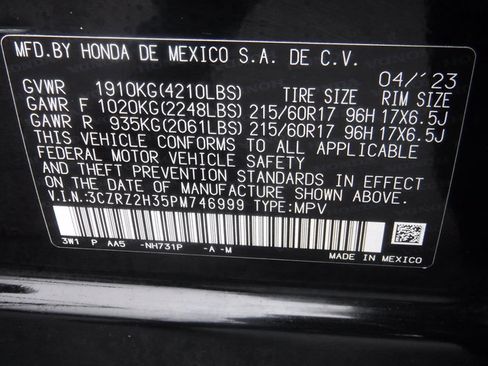 MFD. BY HONDA DE MEXICO S.A. DE C.V.
04/'23
GVWR 1910KG(4210LBS) TIRE SIZE RIM SIZE
GAWR F 1020KG(2248LBS) 215/60R17 96H 17X6.5J
GAWR R 935KG(2061LBS) 215/60R17 96H 17X6.5J
THIS VEHICLE CONFORMS TO ALL APPLICABLE
FEDERAL MOTOR VEHICLE SAFETY
AND THEFT PREVENTION STANDARDS IN EFFECT
ON THE DATE OF MANUFACTURE SHOWN ABOVE.
V.I.N:3CZRZ2H35PM746999 TYPE:MPV
3W1 P AA5 -NH731P -A -M
MADE IN MEXICO